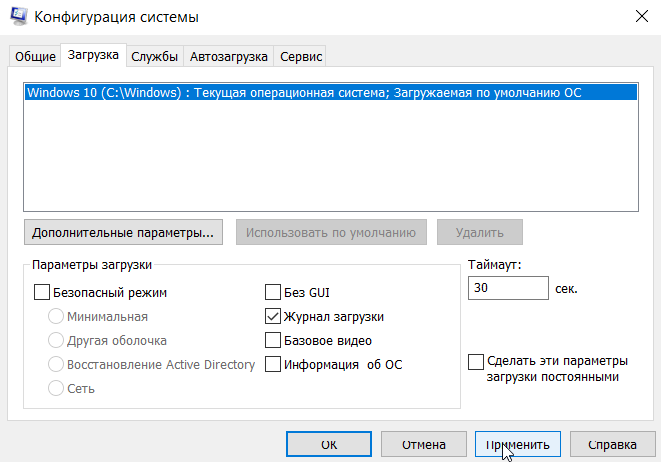 Конфигурация системы
Общие Загрузка Службы Автозагрузка Сервис
Windows 10 (C:\Windows) : Текущая операционная система; Загружаемая по умолчанию ОС
Дополнительные параметры... Использовать по умолчанию Удалить
Параметры загрузки
Таймаут:
Безопасный режим Без GUI
30 сек.
Минимальная Журнал загрузки
Другая оболочка Базовое видео
Восстановление Active Directory Информация об ОС
Сеть
Сделать эти параметры
загрузки постоянными
ОК Отмена Применить Справка